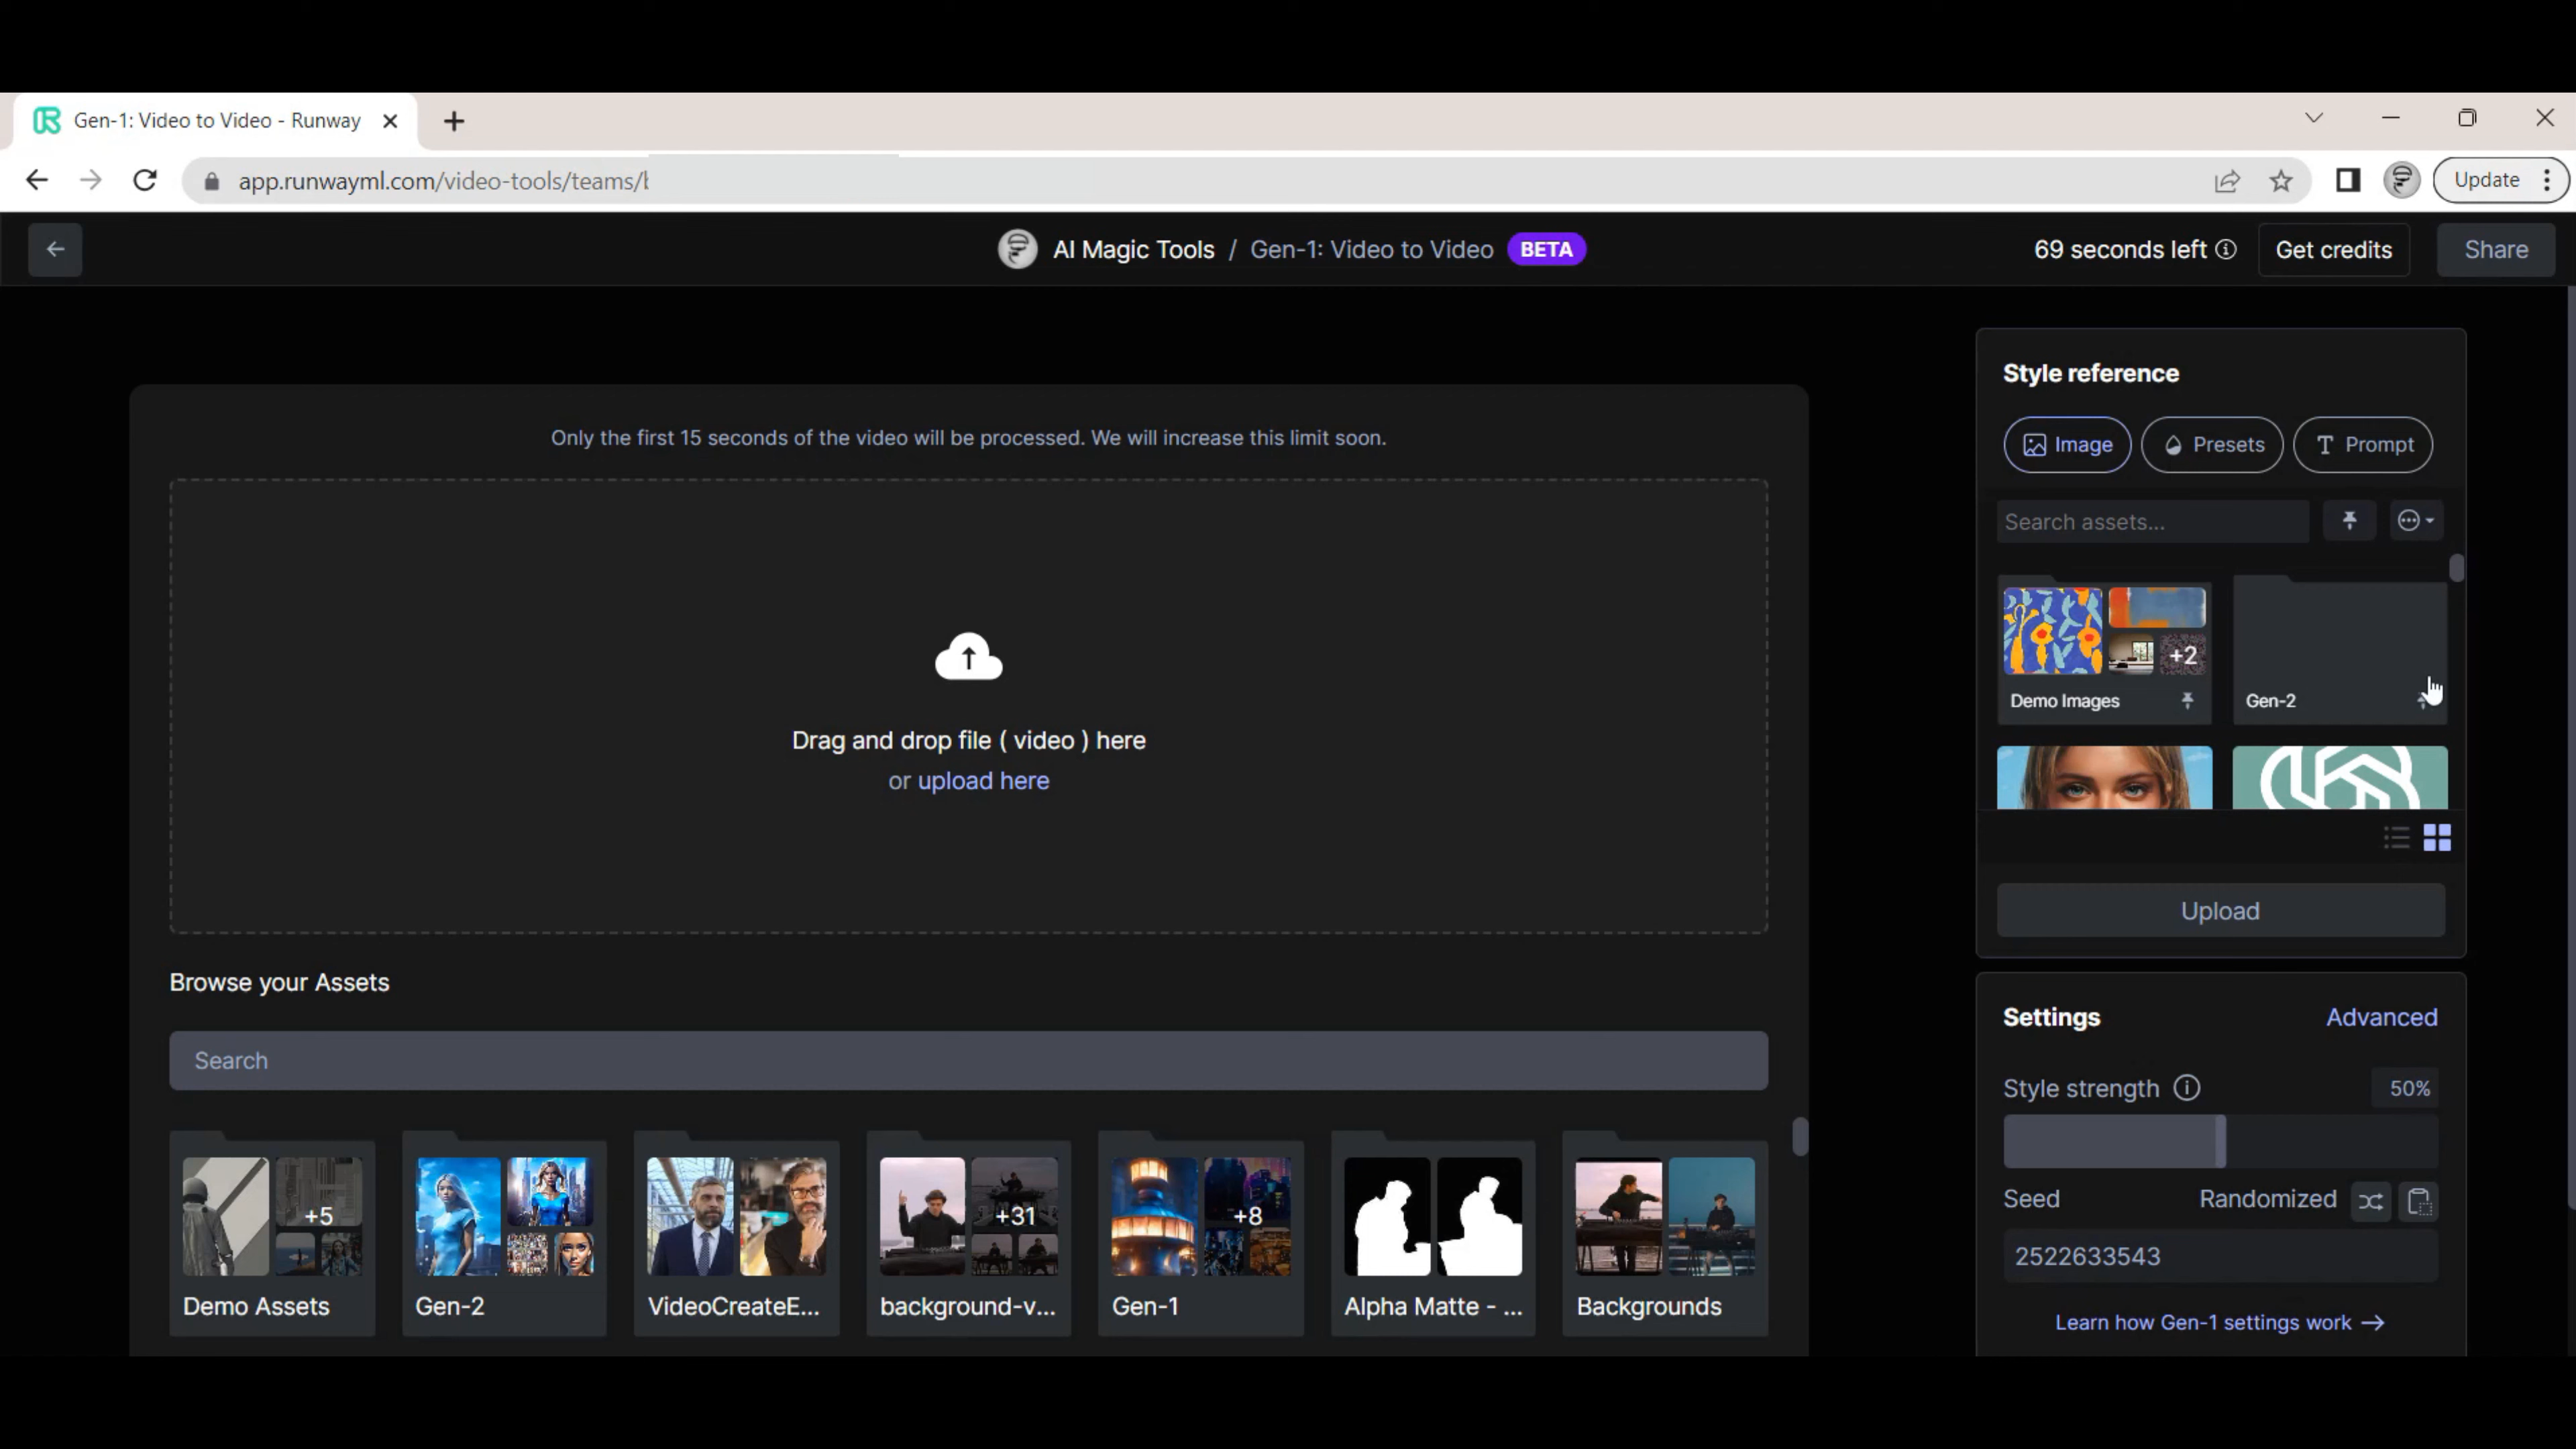 Gen-1: Video to Video - Runway
app.runwayml.com/video-tools/teams/b
Update
AI Magic Tools / Gen-1: Video to Video BETA
69 seconds left
Get credits
Share
Only the first 15 seconds of the video will be processed. We will increase this limit soon.
Drag and drop file ( video ) here
or upload here
Browse your Assets
Search
+5
+31
+8
Demo Assets
Gen-2
VideoCreateE...
background-v...
Gen-1
Alpha Matte - ...
Backgrounds
Style reference
Image
Presets
Prompt
Search assets...
+2
Demo Images
Gen-2
Upload
Settings
Advanced
Style strength
50%
Seed
Randomized
2522633543
Learn how Gen-1 settings work →